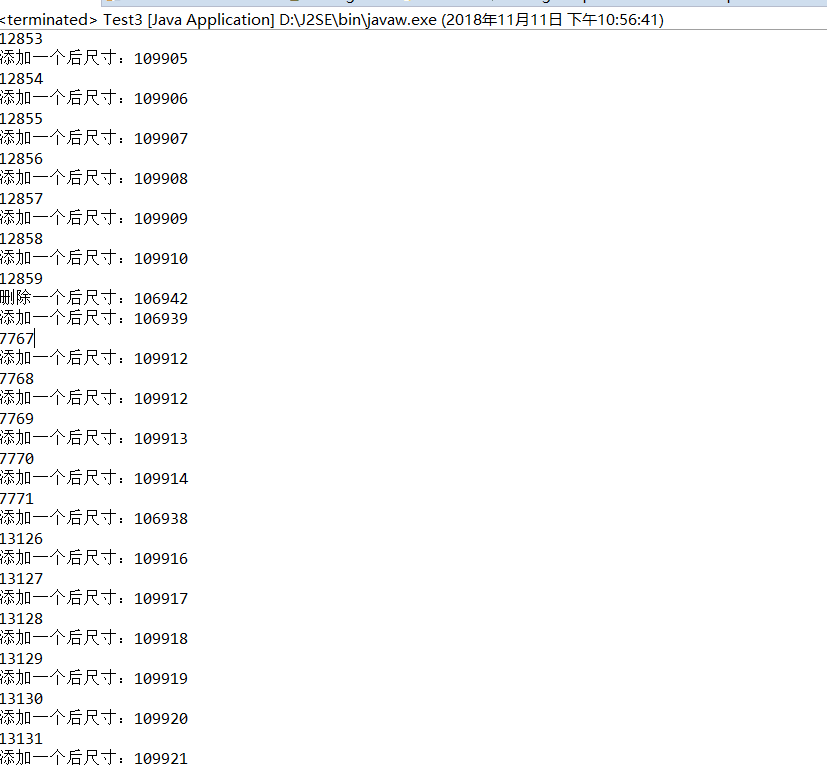 <terminated> Test3 [Java Application] D:\J2SE\bin\javaw.exe (2018年11月11日 下午10:56:41)
12853
添加一个后尺寸：109905
12854
添加一个后尺寸：109906
12855
添加一个后尺寸：109907
12856
添加一个后尺寸：109908
12857
添加一个后尺寸：109909
12858
添加一个后尺寸：109910
12859
删除一个后尺寸：106942
添加一个后尺寸：106939
7767
添加一个后尺寸：109912
7768
添加一个后尺寸：109912
7769
添加一个后尺寸：109913
7770
添加一个后尺寸：109914
7771
添加一个后尺寸：106938
13126
添加一个后尺寸：109916
13127
添加一个后尺寸：109917
13128
添加一个后尺寸：109918
13129
添加一个后尺寸：109919
13130
添加一个后尺寸：109920
13131
添加一个后尺寸：109921